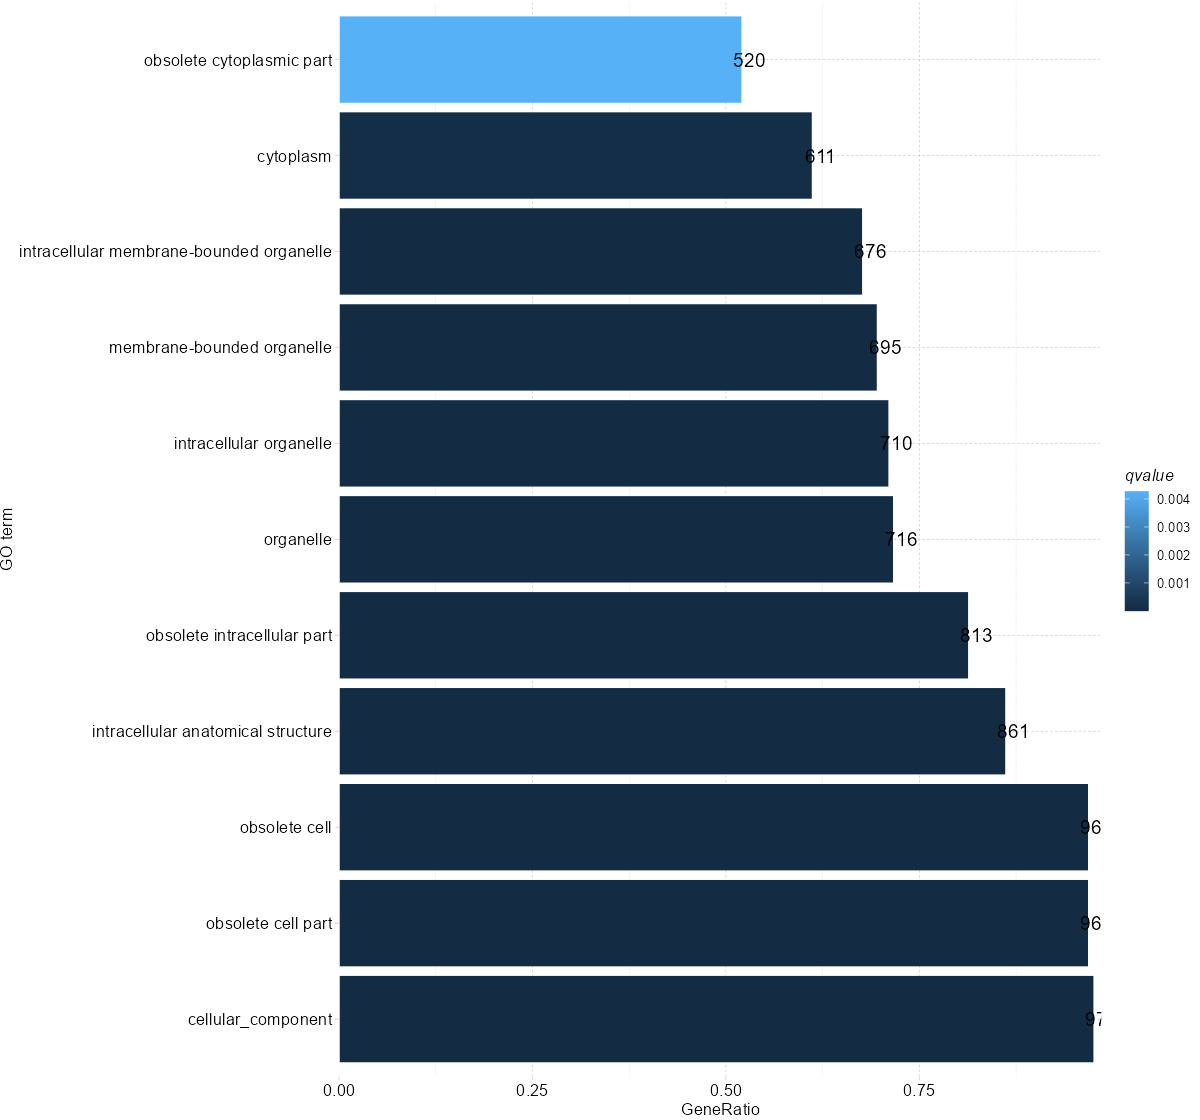 obsolete cytoplasmic part 520
cytoplasm 611
intracellular membrane-bounded organelle 676
membrane-bounded organelle 695
intracellular organelle 710
organelle 716
obsolete intracellular part 813
intracellular anatomical structure 861
obsolete cell 96
obsolete cell part 96
cellular_component 97
GO term
0.00 0.25 0.50 0.75
GeneRatio
qvalue
0.004
0.003
0.002
0.001